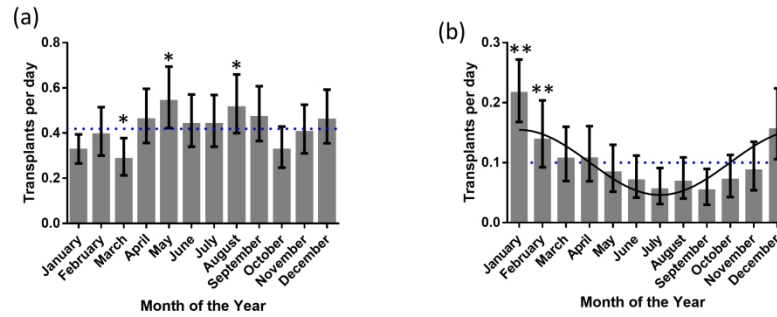 (a)
Transplants per day
0.8
0.6
0.4
0.2
0.0
*
*
*
January
February
March
April
May
June
July
August
September
October
November
December
Month of the Year
(b)
Transplants per day
0.3
0.2
0.1
0.0
**
**
January
February
March
April
May
June
July
August
September
October
November
December
Month of the Year